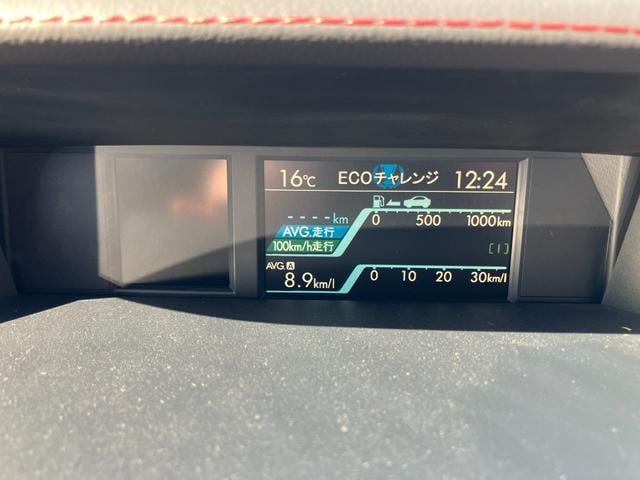 16℃ ECOチャレンジ 12:24
---- km
0 500 1000km
AVG.走行
100km/h走行
[1]
AVG.A
8.9km/l
0 10 20 30km/l